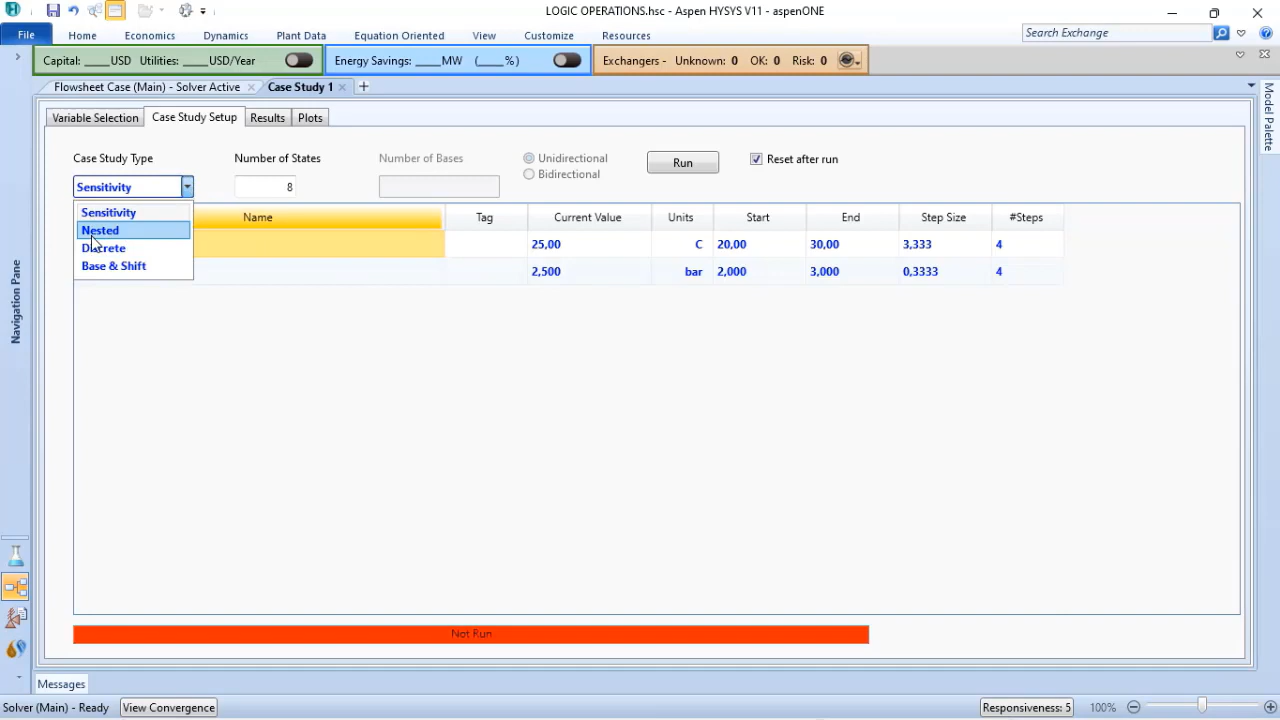 LOGIC OPERATIONS.hsc - Aspen HYSYS V11 - aspenONE
File Home Economics Dynamics Plant Data Equation Oriented View Customize Resources Search Exchange
Capital: ____USD Utilities: ____USD/Year Energy Savings: ____MW (____%) Exchangers - Unknown: 0 OK: 0 Risk: 0
Flowsheet Case (Main) - Solver Active Case Study 1 +
Variable Selection Case Study Setup Results Plots
Case Study Type Number of States Number of Bases Unidirectional Bidirectional Run Reset after run
Sensitivity 8
Sensitivity
Nested
Discrete
Base & Shift
Name Tag Current Value Units Start End Step Size #Steps
25,00 C 20,00 30,00 3,333 4
2,500 bar 2,000 3,000 0,3333 4
Not Run
Navigation Pane
Model Palette
Messages
Solver (Main) - Ready View Convergence Responsiveness: 5 100%